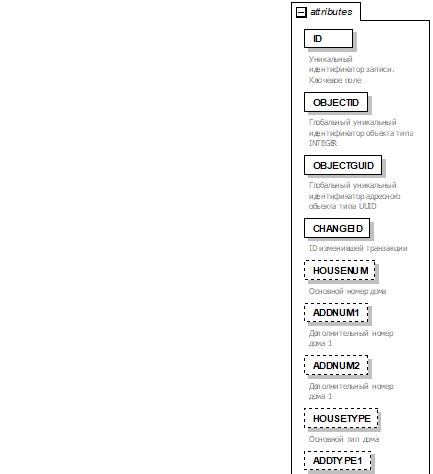 attributes
ID
Уникальный
идентификатор записи.
Ключевое поле
OBJECTID
Глобальный уникальный
идентификатор объекта типа
INTEGER
OBJECTGUID
Глобальный уникальный
идентификатор адресного
объекта типа UUID
CHANGEID
ID изменившей транзакции
HOUSENUM
Основной номер дома
ADDNUM1
Дополнительный номер
дома 1
ADDNUM2
Дополнительный номер
дома 1
HOUSETYPE
Основной тип дома
ADDTYPE1